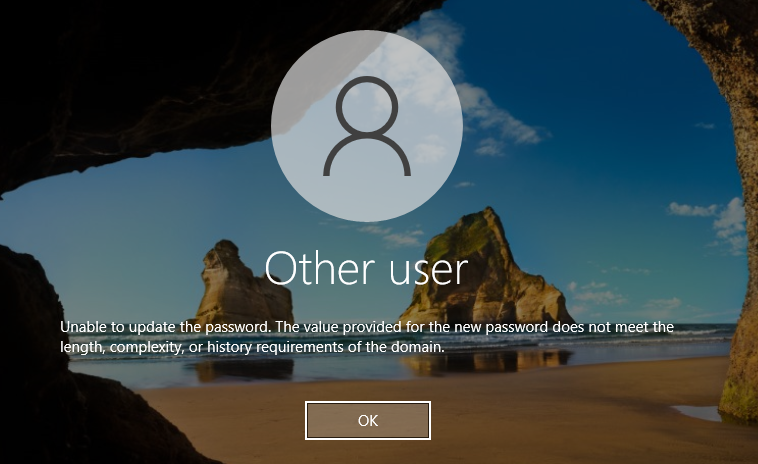 Other user
Unable to update the password. The value provided for the new password does not meet the
length, complexity, or history requirements of the domain.
OK